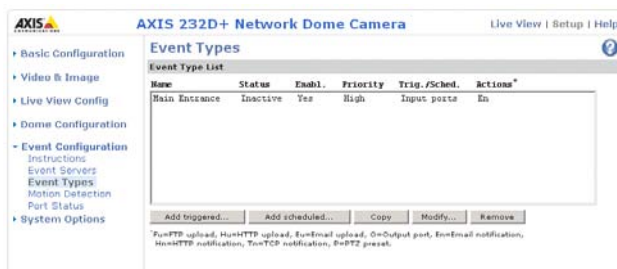 AXIS
COMMUNICATIONS
AXIS 232D+ Network Dome Camera
Live View | Setup | Help
Basic Configuration
Video & Image
Live View Config
Dome Configuration
Event Configuration
Instructions
Event Servers
Event Types
Motion Detection
Port Status
System Options
Event Types
?
Event Type List
Name Status Enabl. Priority Trig./Sched. Actions*
Main Entrance Inactive Yes High Input ports En
Add triggered... Add scheduled... Copy Modify... Remove
*Fu=FTP upload, Hu=HTTP upload, Eu=Email upload, O=Output port, En=Email notification,
Hn=HTTP notification, Tn=TCP notification, P=PTZ preset.